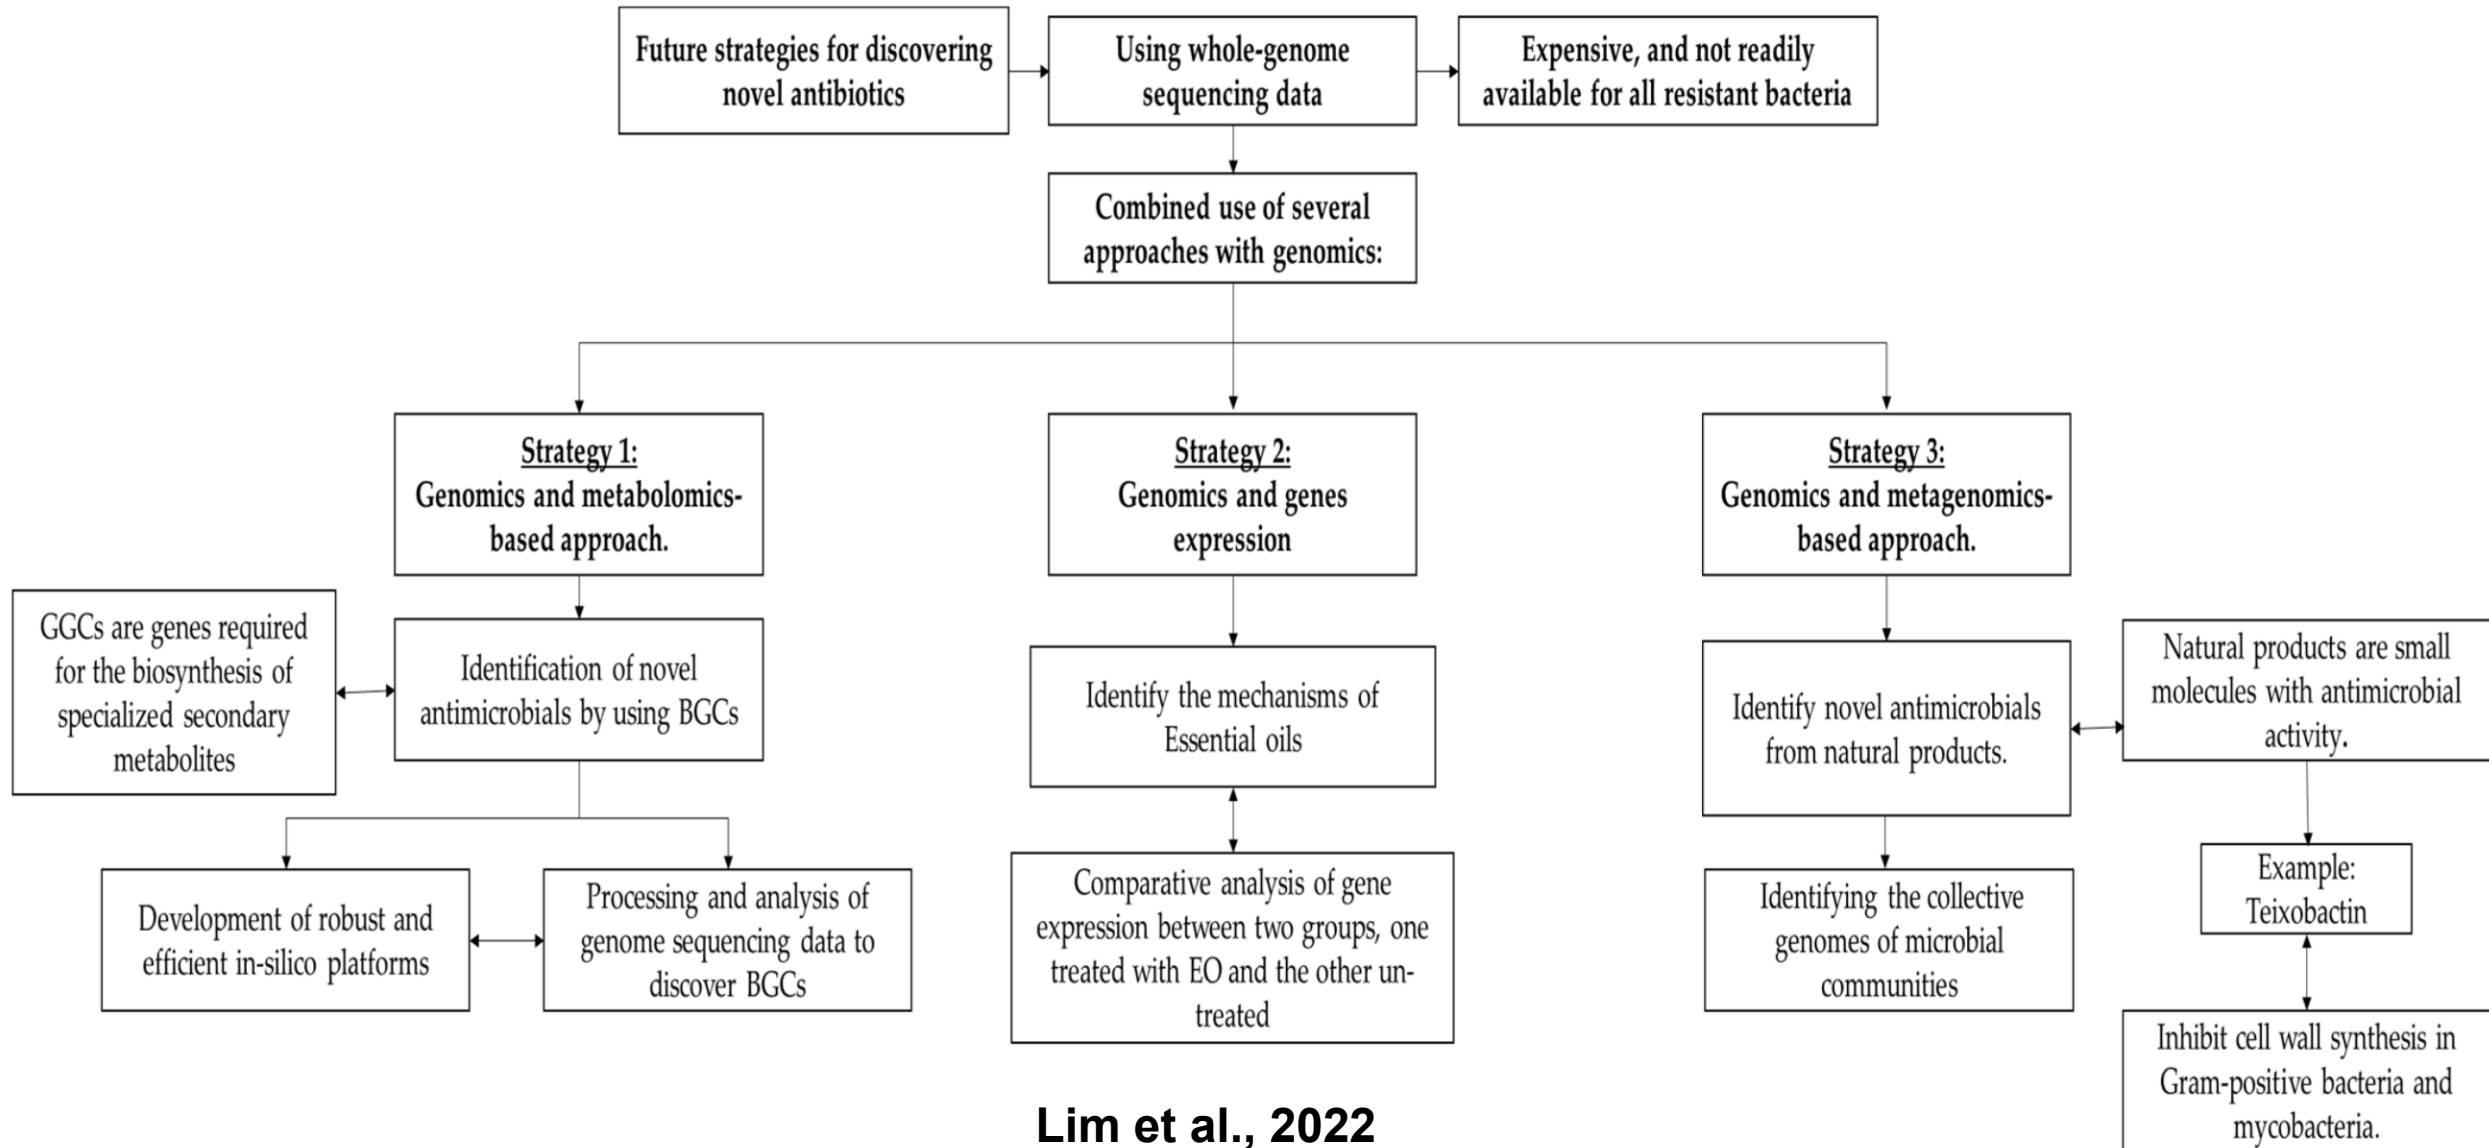 Future strategies for discovering
novel antibiotics
Using whole-genome
sequencing data
Expensive, and not readily
available for all resistant bacteria
Combined use of several
approaches with genomics:
Strategy 1:
Genomics and metabolomics-
based approach.
Strategy 2:
Genomics and genes
expression
Strategy 3:
Genomics and metagenomics-
based approach.
GGCs are genes required
for the biosynthesis of
specialized secondary
metabolites
Identification of novel
antimicrobials by using BGCs
Identify the mechanisms of
Essential oils
Identify novel antimicrobials
from natural products.
Natural products are small
molecules with antimicrobial
activity.
Development of robust and
efficient in-silico platforms
Processing and analysis of
genome sequencing data to
discover BGCs
Comparative analysis of gene
expression between two groups, one
treated with EO and the other un-
treated
Identifying the collective
genomes of microbial
communities
Example:
Teixobactin
Inhibit cell wall synthesis in
Gram-positive bacteria and
mycobacteria.
Lim et al., 2022